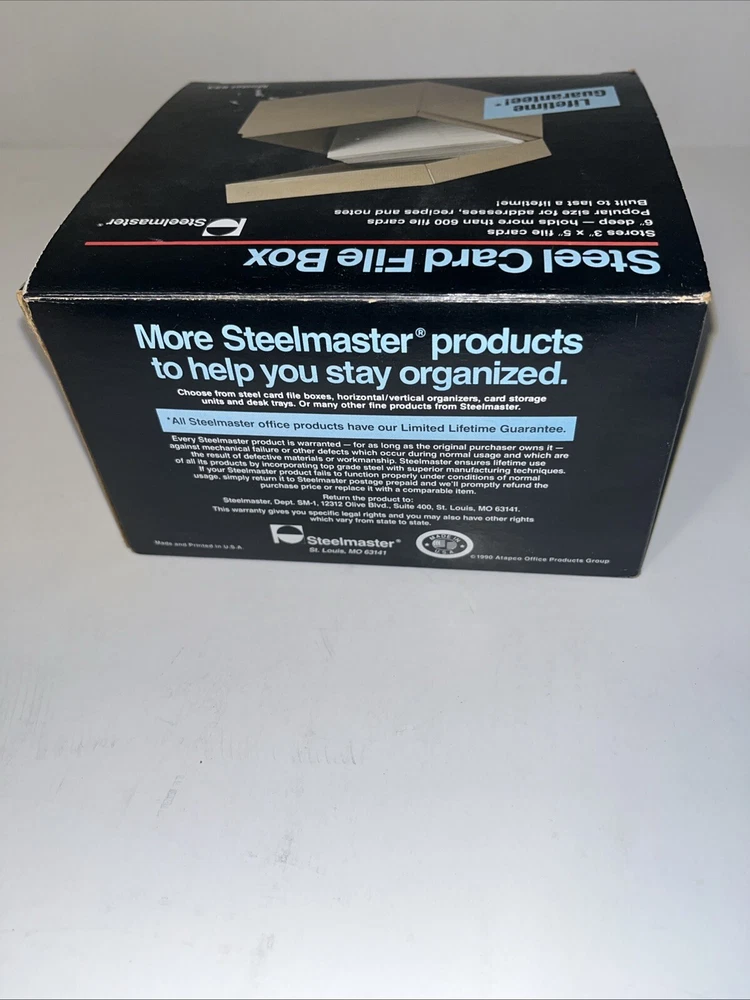 Lifetime
Guarantee!*
Stores 3" x 5" file cards
6" deep — holds more than 600 file cards
Popular size for addresses, recipes and notes
Built to last a lifetime!
Steelmaster®
Steel Card File Box
More Steelmaster® products
to help you stay organized.
Choose from steel card file boxes, horizontal/vertical organizers, card storage
units and desk trays. Or many other fine products from Steelmaster.
*All Steelmaster office products have our Limited Lifetime Guarantee.
Every Steelmaster product is warranted — for as long as the original purchaser owns it —
against mechanical failure or other defects which occur during normal usage and which are
the result of defective materials or workmanship. Steelmaster ensures lifetime use
of all its products by incorporating top grade steel with superior manufacturing techniques.
If your Steelmaster product fails to function properly under conditions of normal
usage, simply return it to Steelmaster postage prepaid and we'll promptly refund the
purchase price or replace it with a comparable item.
Return the product to:
Steelmaster, Dept. SM-1, 12312 Olive Blvd., Suite 400, St. Louis, MO 63141.
This warranty gives you specific legal rights and you may also have other rights
which vary from state to state.
Made and Printed in U.S.A.
Steelmaster®
St. Louis, MO 63141
MADE IN
U.S.A.
©1990 Atapco Office Products Group